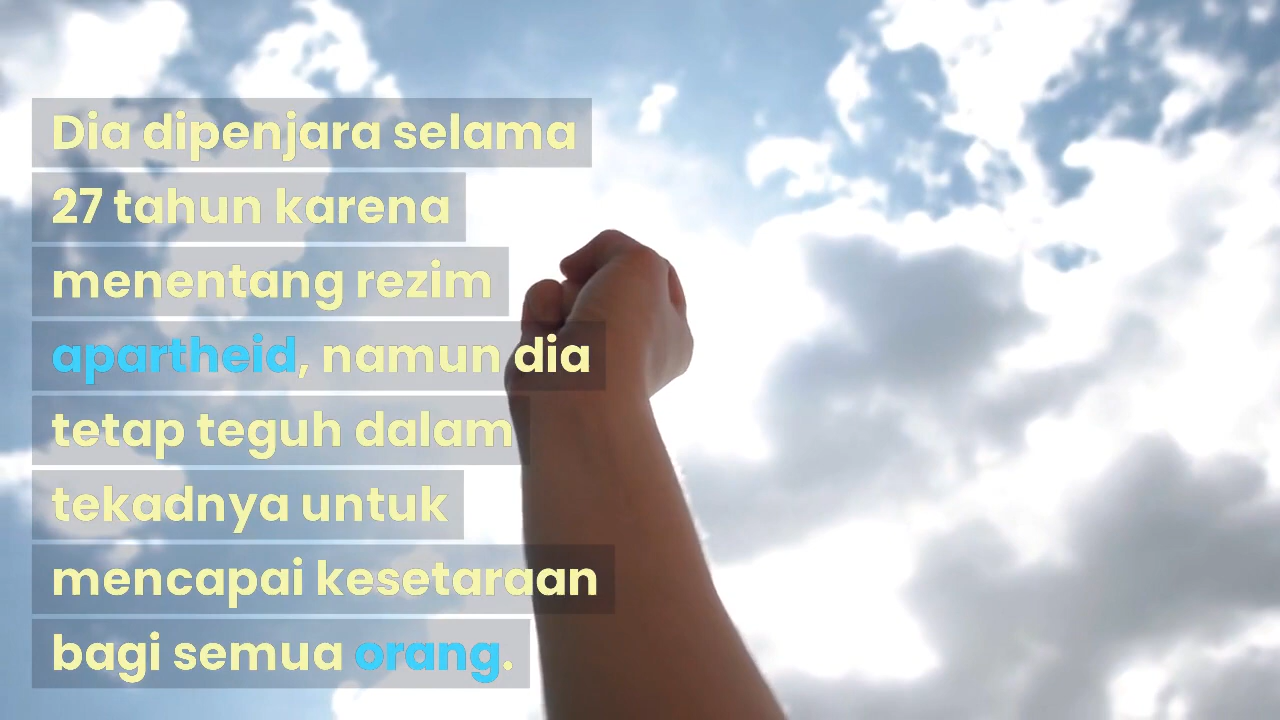 Dia dipenjara selama
27 tahun karena
menentang rezim
apartheid, namun dia
tetap teguh dalam
tekadnya untuk
mencapai kesetaraan
bagi semua orang.